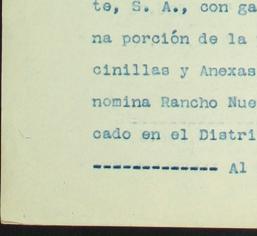 te, S. A., con ga
na porción de la
cinillas y Anexas
nomina Rancho Nue
cado en el Distri
------------- Al